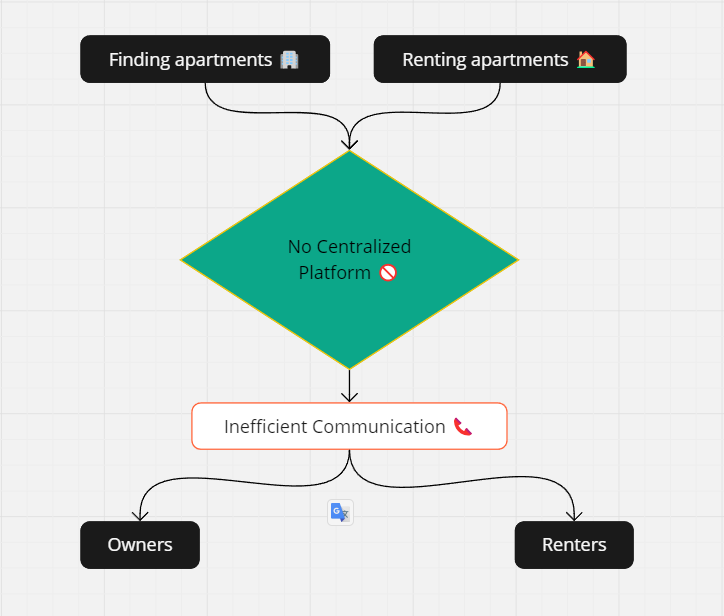 Finding apartments 🏢
Renting apartments 🏠
No Centralized
Platform 🚫
Inefficient Communication 📞
Owners
Renters